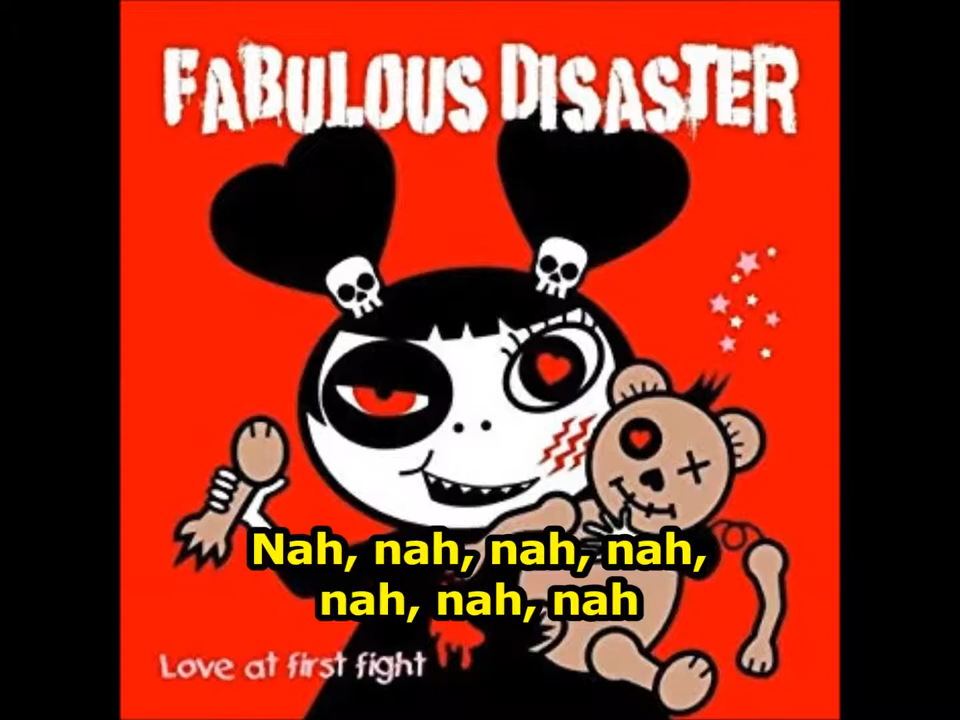 FABULOUS DISASTER
Nah, nah, nah, nah,
nah, nah, nah
Love at first fight